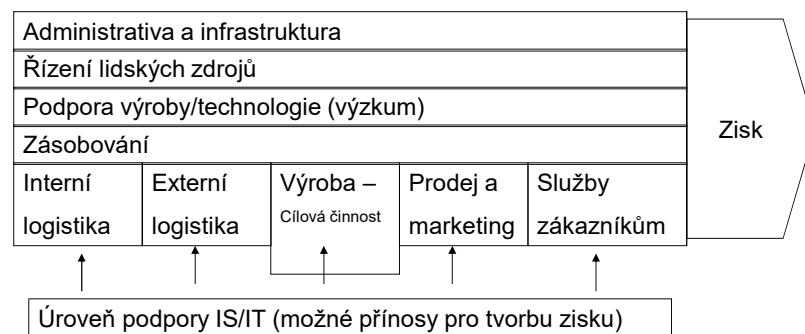 Administrativa a infrastruktura
Řízení lidských zdrojů
Podpora výroby/technologie (výzkum)
Zásobování
Interní
logistika
Externí
logistika
Výroba –
Cílová činnost
Prodej a
marketing
Služby
zákazníkům
Zisk
Úroveň podpory IS/IT (možné přínosy pro tvorbu zisku)